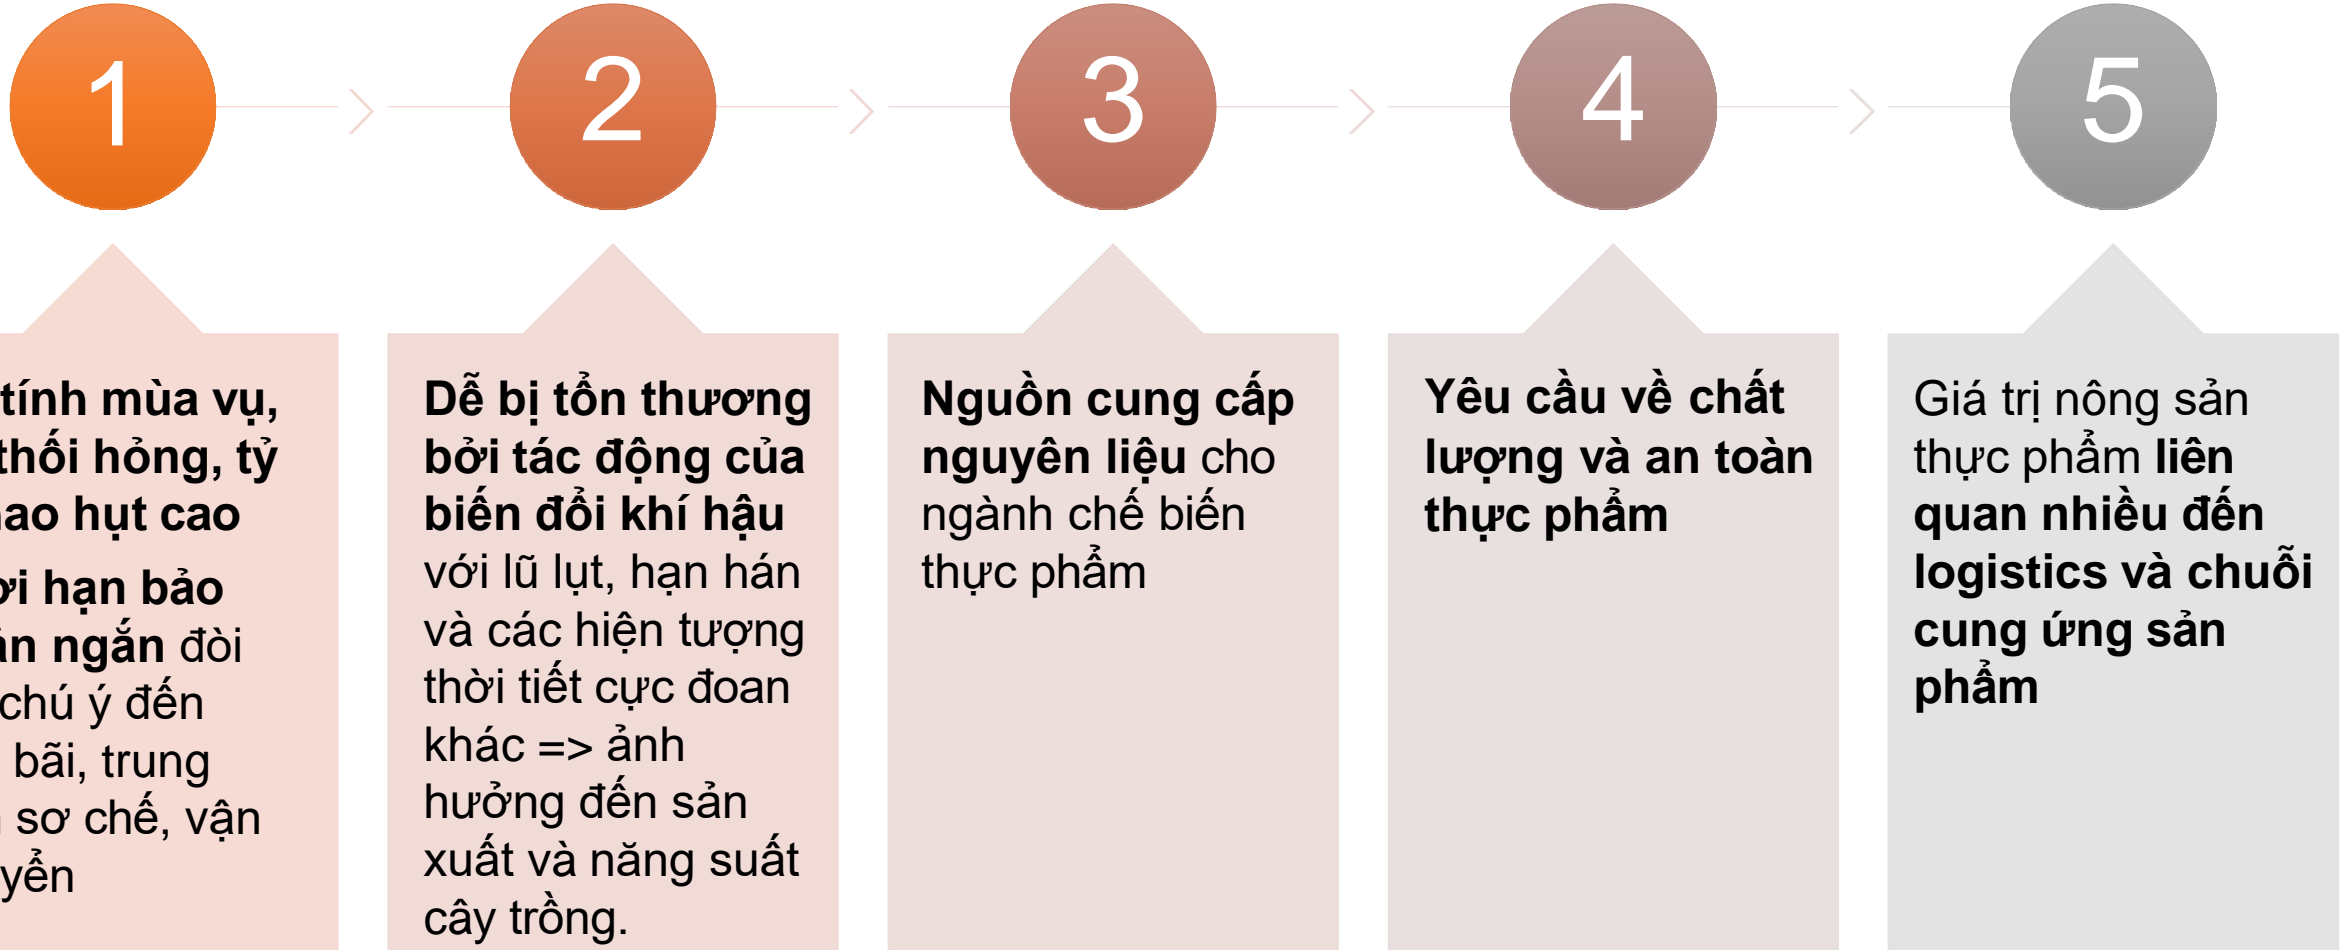 1
2
3
4
5
tính mùa vụ,
thối hỏng, tỷ
hao hụt cao
hạn bảo
ngắn đòi
chú ý đến
bãi, trung
sơ chế, vận
Dễ bị tổn thương
bởi tác động của
biến đổi khí hậu
với lũ lụt, hạn hán
và các hiện tượng
thời tiết cực đoan
khác => ảnh
hưởng đến sản
xuất và năng suất
cây trồng.
Nguồn cung cấp
nguyên liệu cho
ngành chế biến
thực phẩm
Yêu cầu về chất
lượng và an toàn
thực phẩm
Giá trị nông sản
thực phẩm liên
quan nhiều đến
logistics và chuỗi
cung ứng sản
phẩm